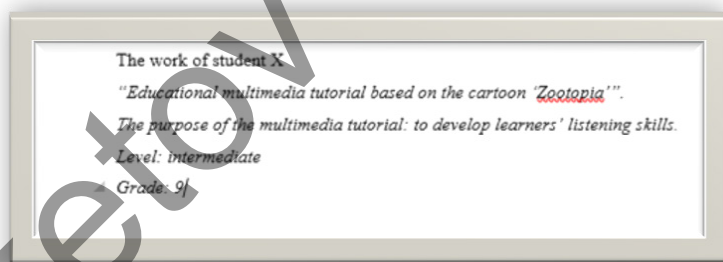 The work of student X
“Educational multimedia tutorial based on the cartoon ‘Zootopia’”.
The purpose of the multimedia tutorial: to develop learners’ listening skills.
Level: intermediate
Grade: 9